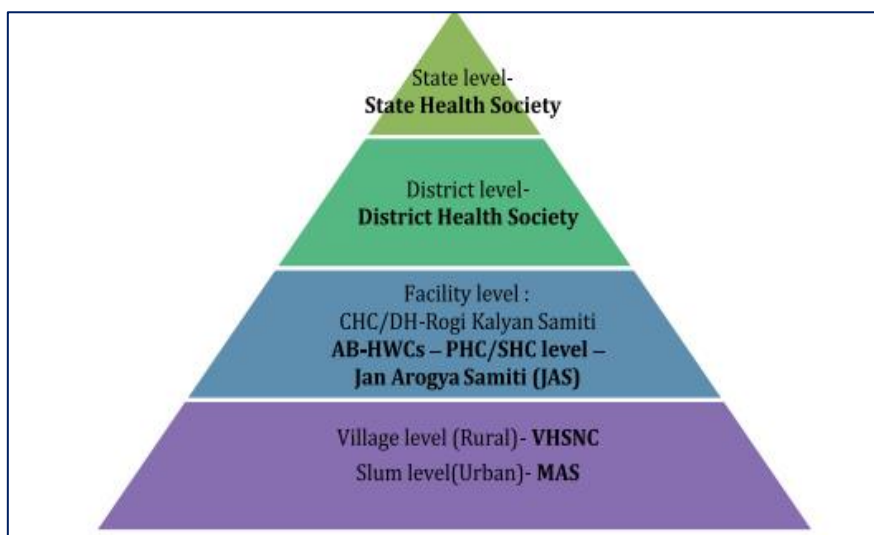 State level-
State Health Society
District level-
District Health Society
Facility level :
CHC/DH-Rogi Kalyan Samiti
AB-HWCs – PHC/SHC level –
Jan Arogya Samiti (JAS)
Village level (Rural)- VHSNC
Slum level(Urban)- MAS